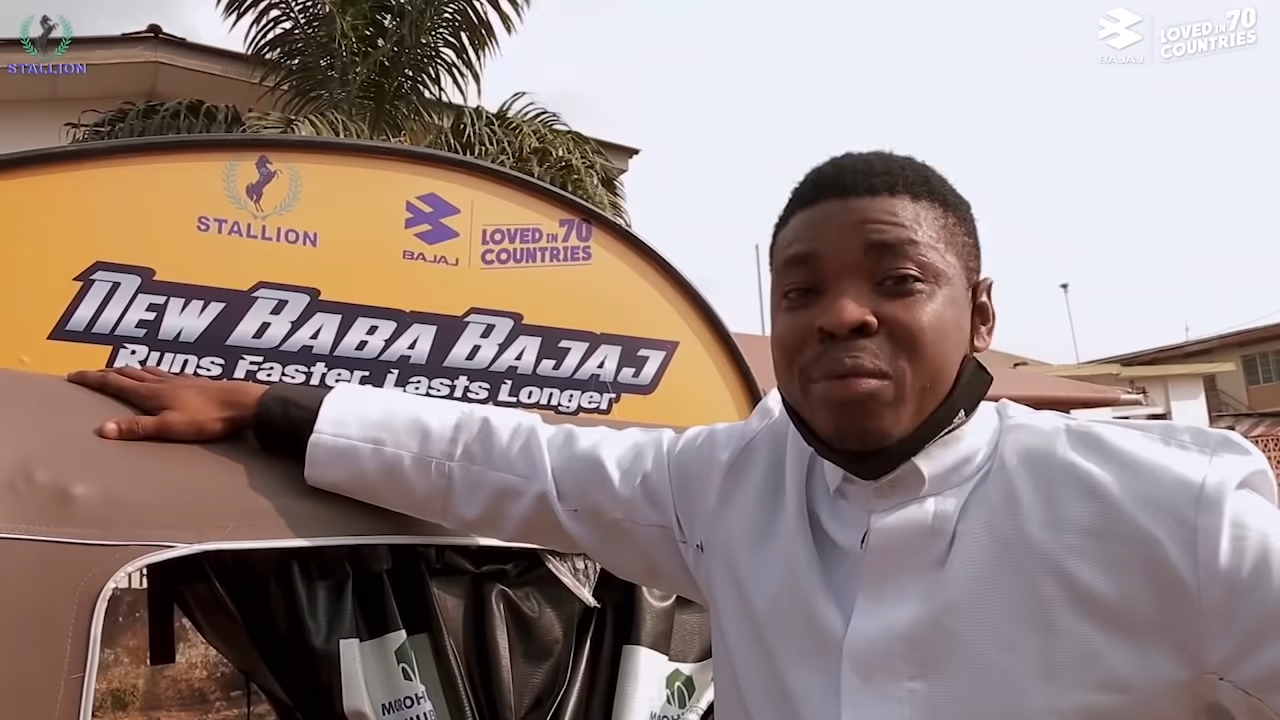 STALLION
BAJAJ
LOVED IN 70
COUNTRIES
STALLION
BAJAJ
LOVED IN 70
COUNTRIES
NEW BABA BAJAJ
Runs Faster Lasts Longer